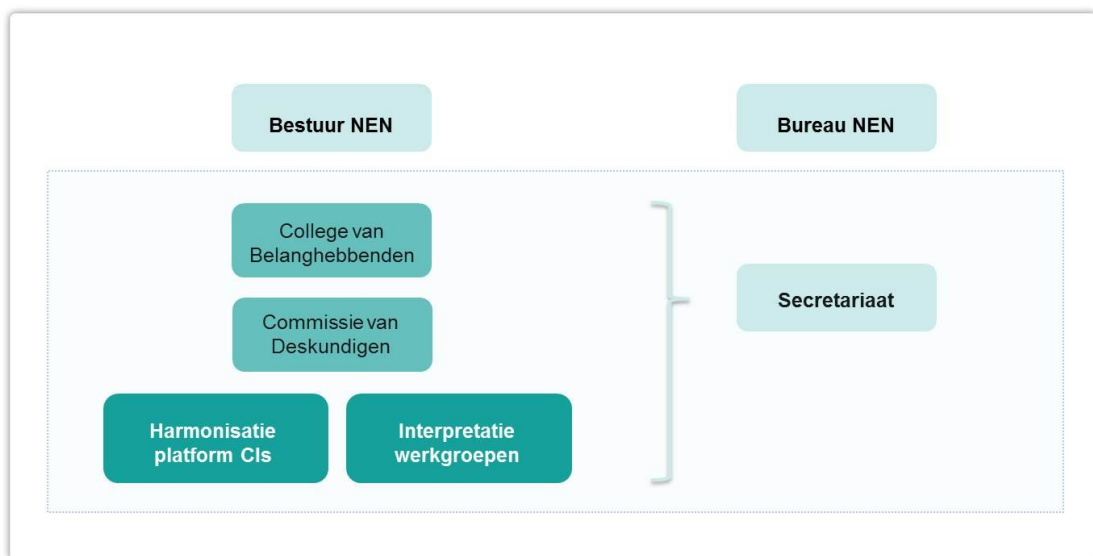 Bestuur NEN
Bureau NEN
College van
Belanghebbenden
Secretariaat
Commissie van
Deskundigen
Harmonisatie
platform CIs
Interpretatie
werkgroepen